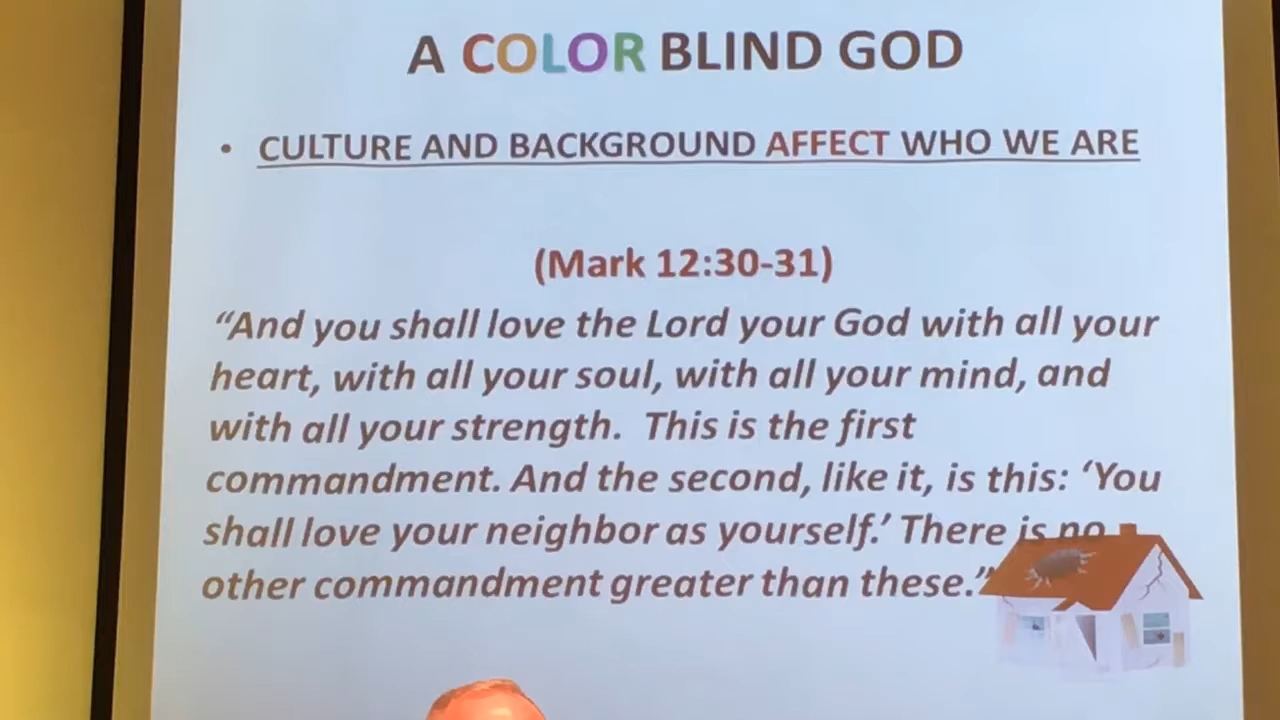 A COLOR BLIND GOD
• CULTURE AND BACKGROUND AFFECT WHO WE ARE
(Mark 12:30-31)
“And you shall love the Lord your God with all your
heart, with all your soul, with all your mind, and
with all your strength. This is the first
commandment. And the second, like it, is this: ‘You
shall love your neighbor as yourself.’ There is no
other commandment greater than these.”